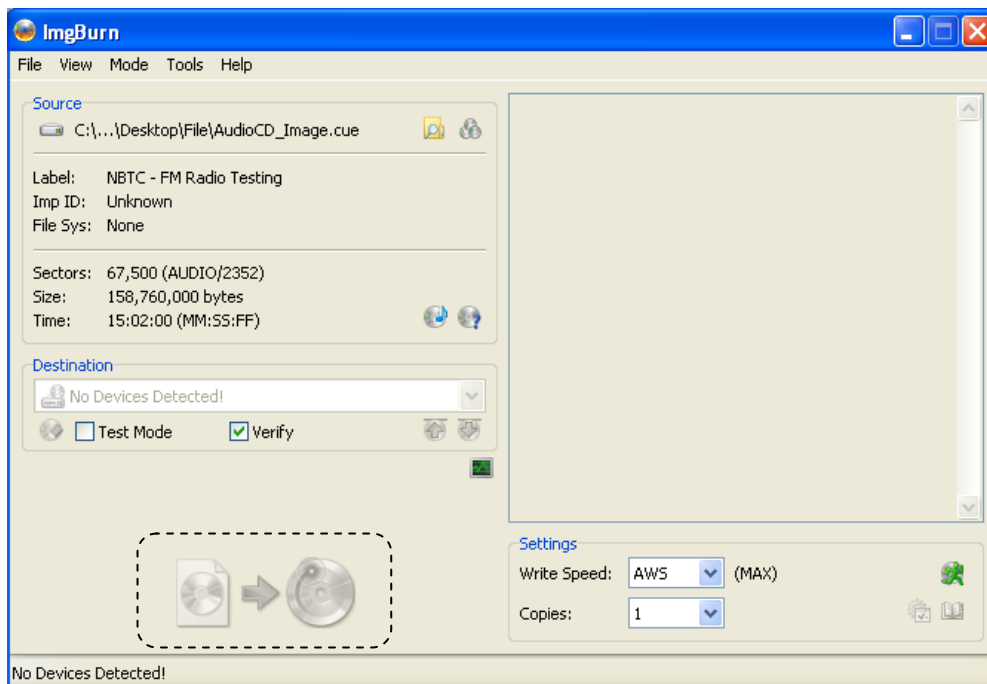 ImgBurn
File View Mode Tools Help
Source
C:\...\Desktop\File\AudioCD_Image.cue
Label: NBTC - FM Radio Testing
Imp ID: Unknown
File Sys: None
Sectors: 67,500 (AUDIO/2352)
Size: 158,760,000 bytes
Time: 15:02:00 (MM:SS:FF)
Destination
No Devices Detected!
Test Mode Verify
Settings
Write Speed: AWS (MAX)
Copies: 1
No Devices Detected!